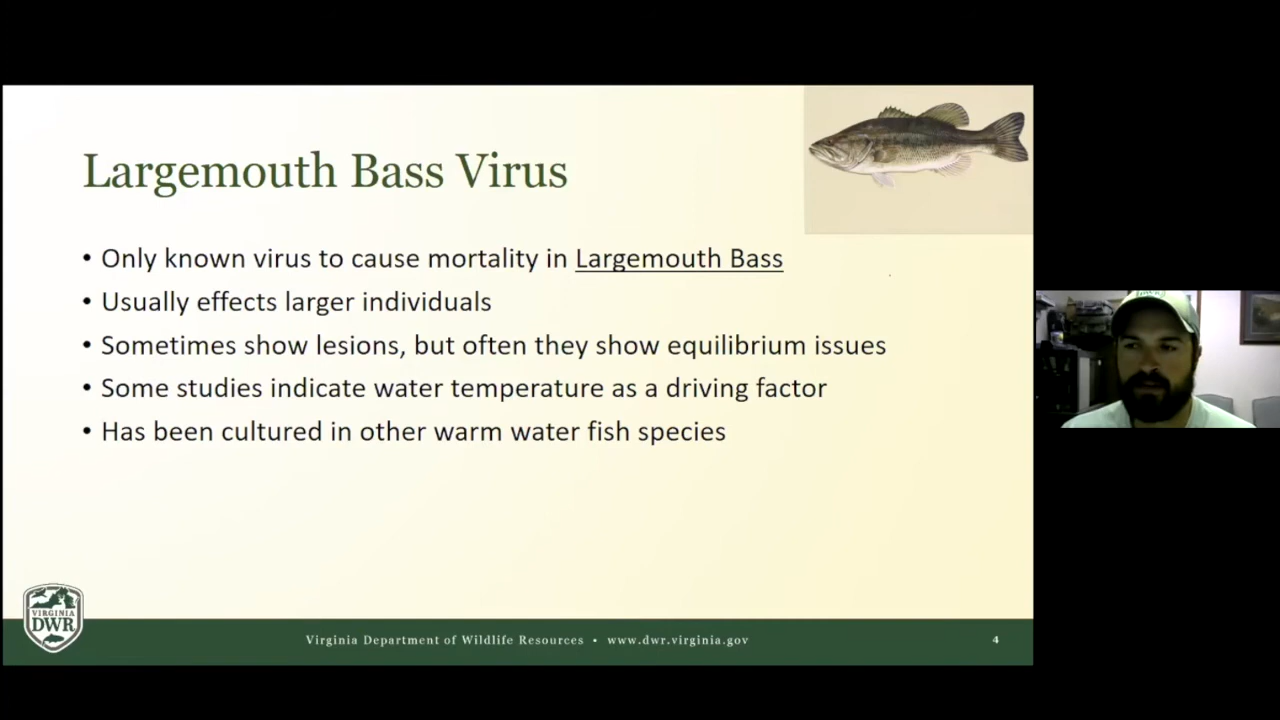 Largemouth Bass Virus
• Only known virus to cause mortality in Largemouth Bass
• Usually effects larger individuals
• Sometimes show lesions, but often they show equilibrium issues
• Some studies indicate water temperature as a driving factor
• Has been cultured in other warm water fish species
VIRGINIA
DWR
Virginia Department of Wildlife Resources • www.dwr.virginia.gov
4